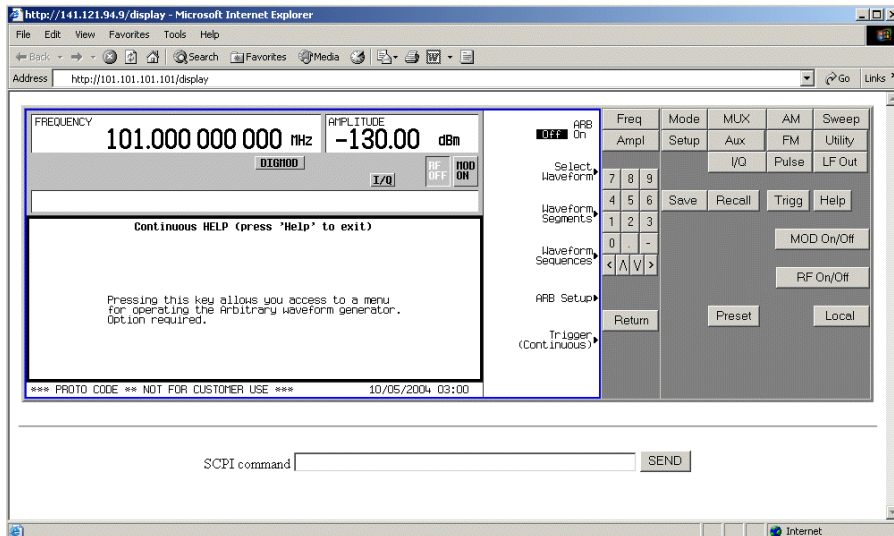 http://141.121.94.9/display - Microsoft Internet Explorer
File Edit View Favorites Tools Help
Back Search Favorites Media
Address http://101.101.101.101/display Go Links
FREQUENCY AMPLITUDE
101.000 000 000 MHz -130.00 dBm
DIGMOD
I/Q RF OFF MOD ON
Continuous HELP (press 'Help' to exit)
Pressing this key allows you access to a menu
for operating the Arbitrary waveform generator.
Option required.
*** PROTO CODE ** NOT FOR CUSTOMER USE *** 10/05/2004 03:00
ARB
Off On
Select
Waveform
Waveform
Segments
Waveform
Sequences
ARB Setup
Trigger
(Continuous)
Freq Mode MUX AM Sweep
Ampl Setup Aux FM Utility
I/Q Pulse LF Out
7 8 9
4 5 6 Save Recall Trigg Help
1 2 3
0 . - MOD On/Off
< Λ V >
RF On/Off
Return Preset Local
SCPI command SEND
Internet